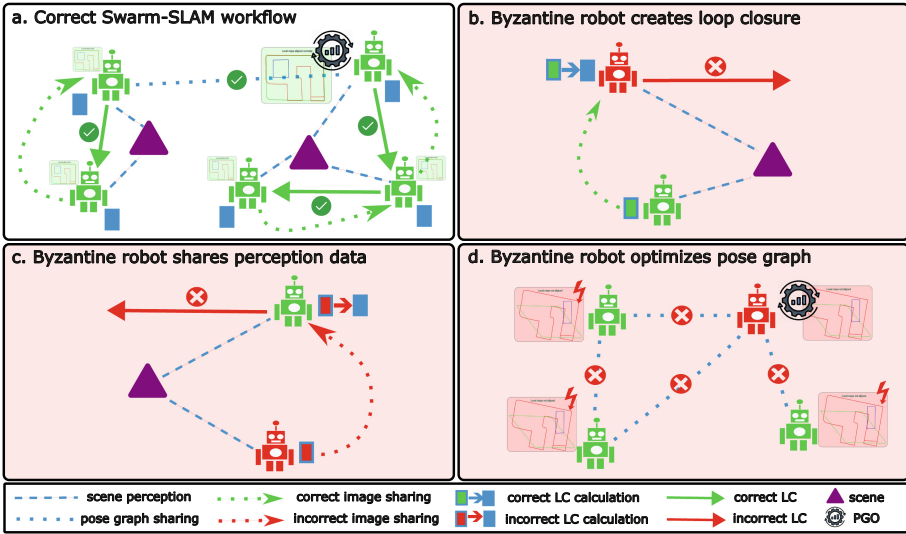 a. Correct Swarm-SLAM workflow
b. Byzantine robot creates loop closure
c. Byzantine robot shares perception data
d. Byzantine robot optimizes pose graph
scene perception
correct image sharing
correct LC calculation
correct LC
scene
pose graph sharing
incorrect image sharing
incorrect LC calculation
incorrect LC
PGO